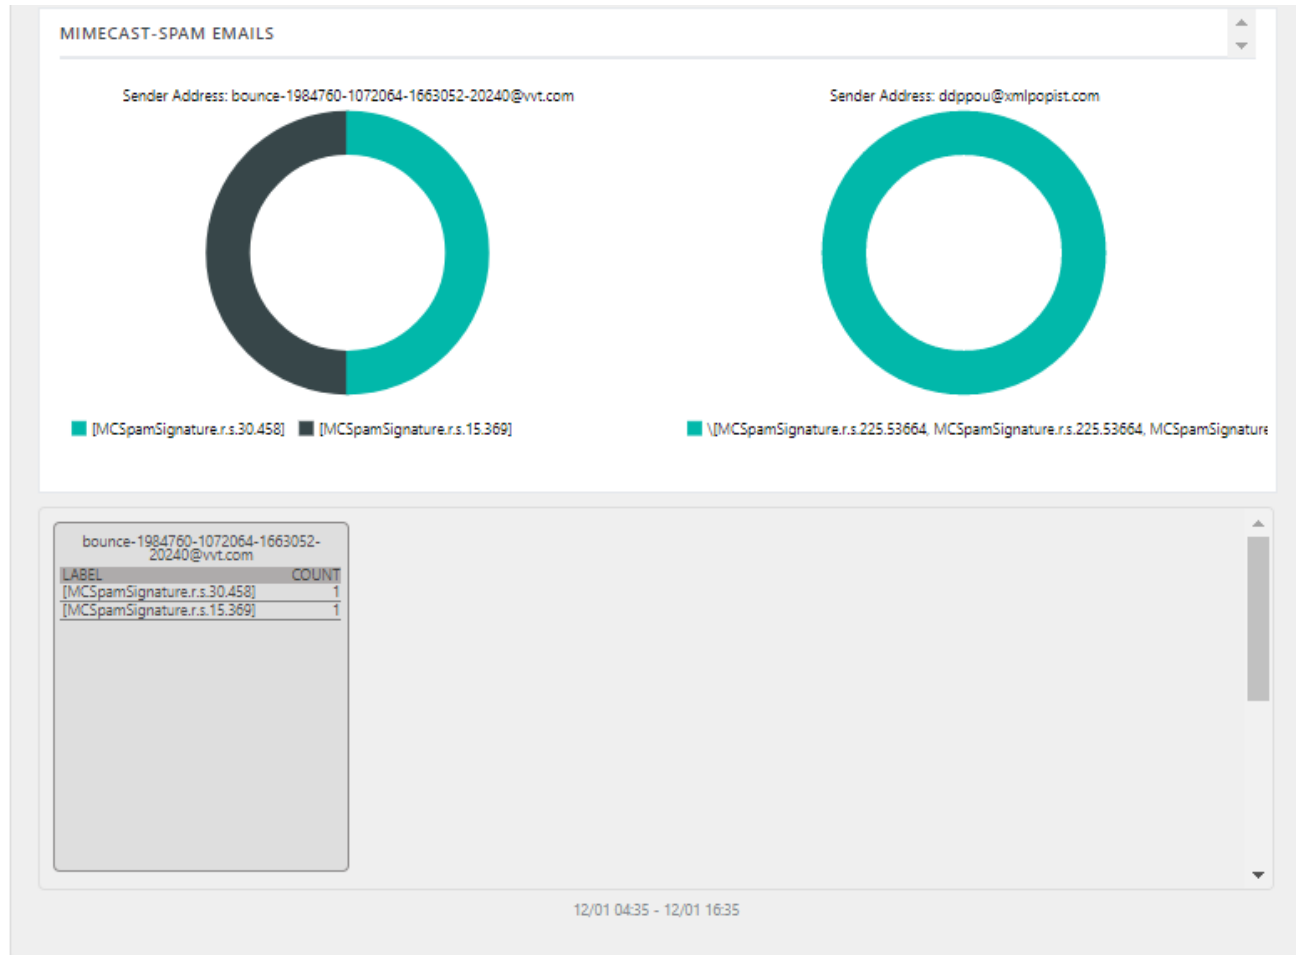 MIMECAST-SPAM EMAILS
Sender Address: bounce-1984760-1072064-1663052-20240@vvt.com
Sender Address: ddppou@xmlpopist.com
[MCSpamSignature.r.s.30.458] [MCSpamSignature.r.s.15.369]
\[MCSpamSignature.r.s.225.53664, MCSpamSignature.r.s.225.53664, MCSpamSignature
bounce-1984760-1072064-1663052-
20240@vvt.com
LABEL COUNT
[MCSpamSignature.r.s.30.458] 1
[MCSpamSignature.r.s.15.369] 1
12/01 04:35 - 12/01 16:35